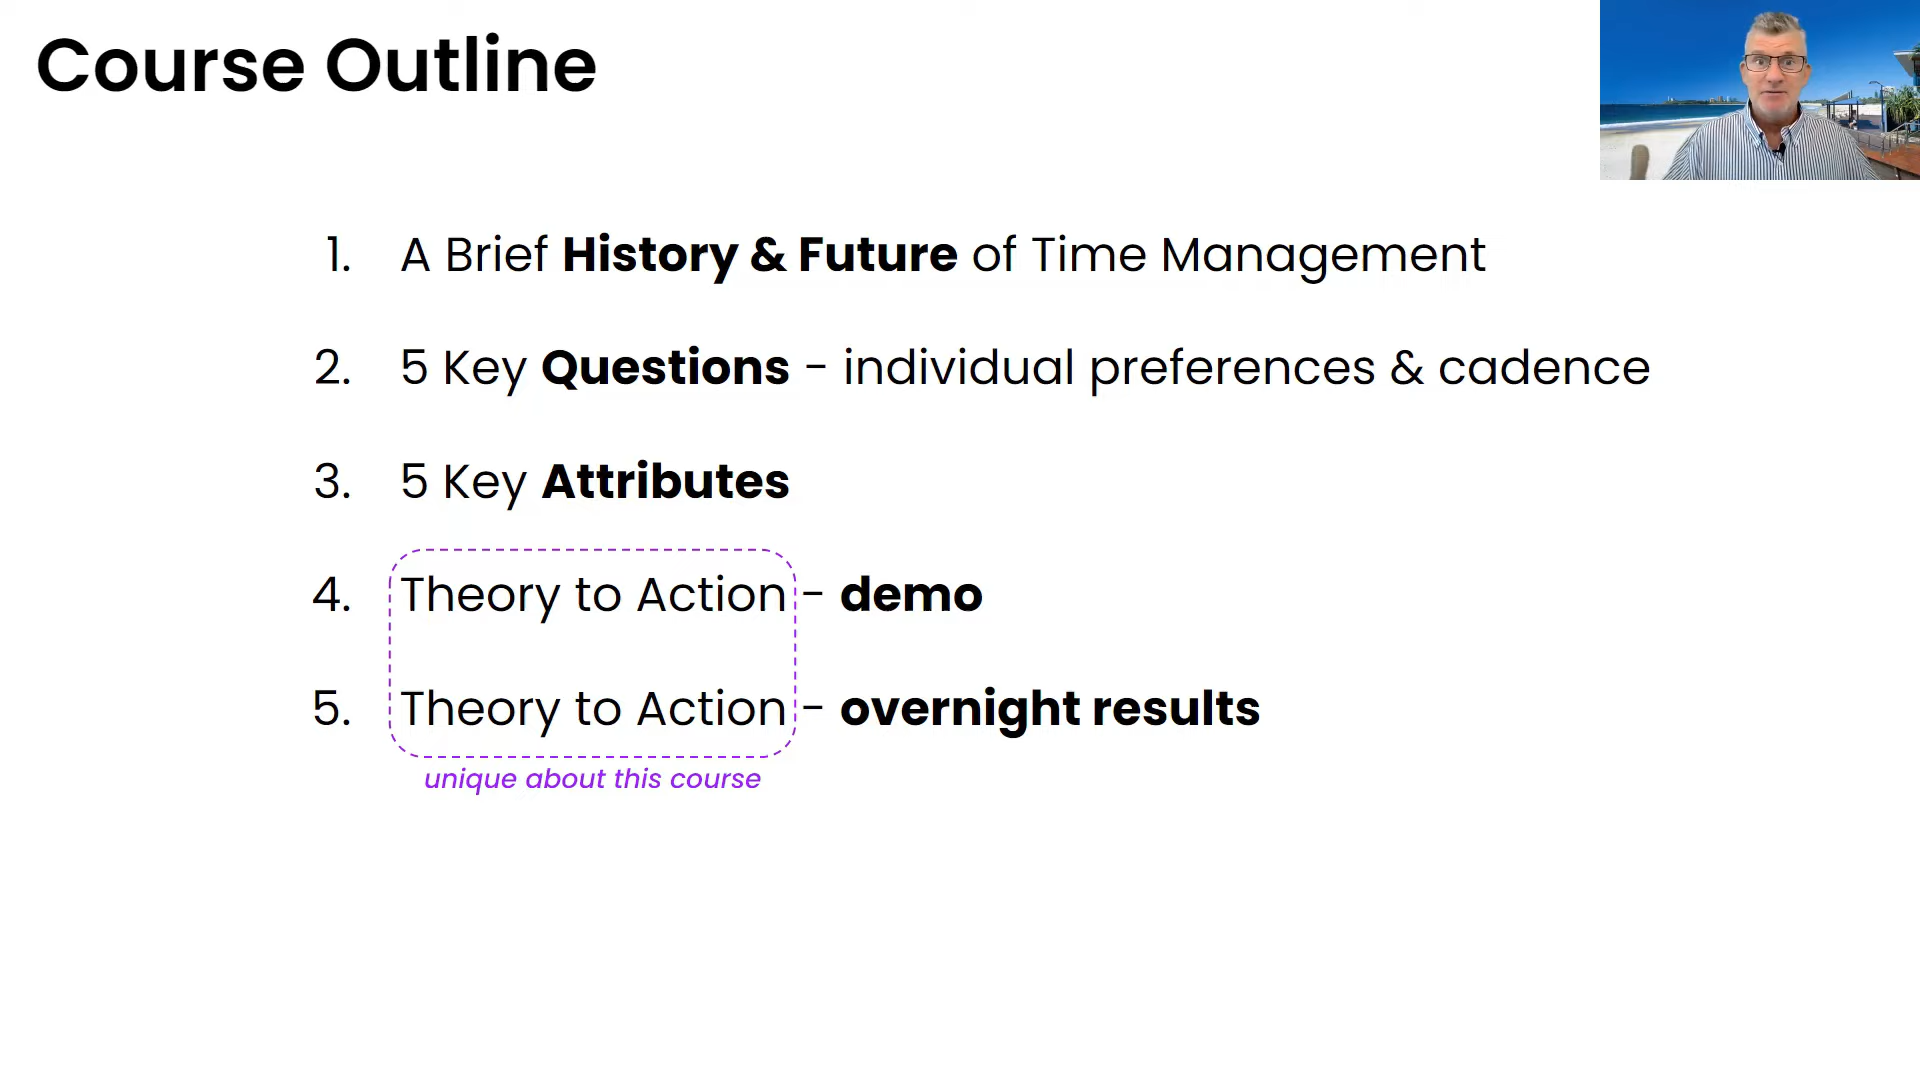 Course Outline
1. A Brief History & Future of Time Management
2. 5 Key Questions - individual preferences & cadence
3. 5 Key Attributes
4. Theory to Action - demo
5. Theory to Action - overnight results
unique about this course